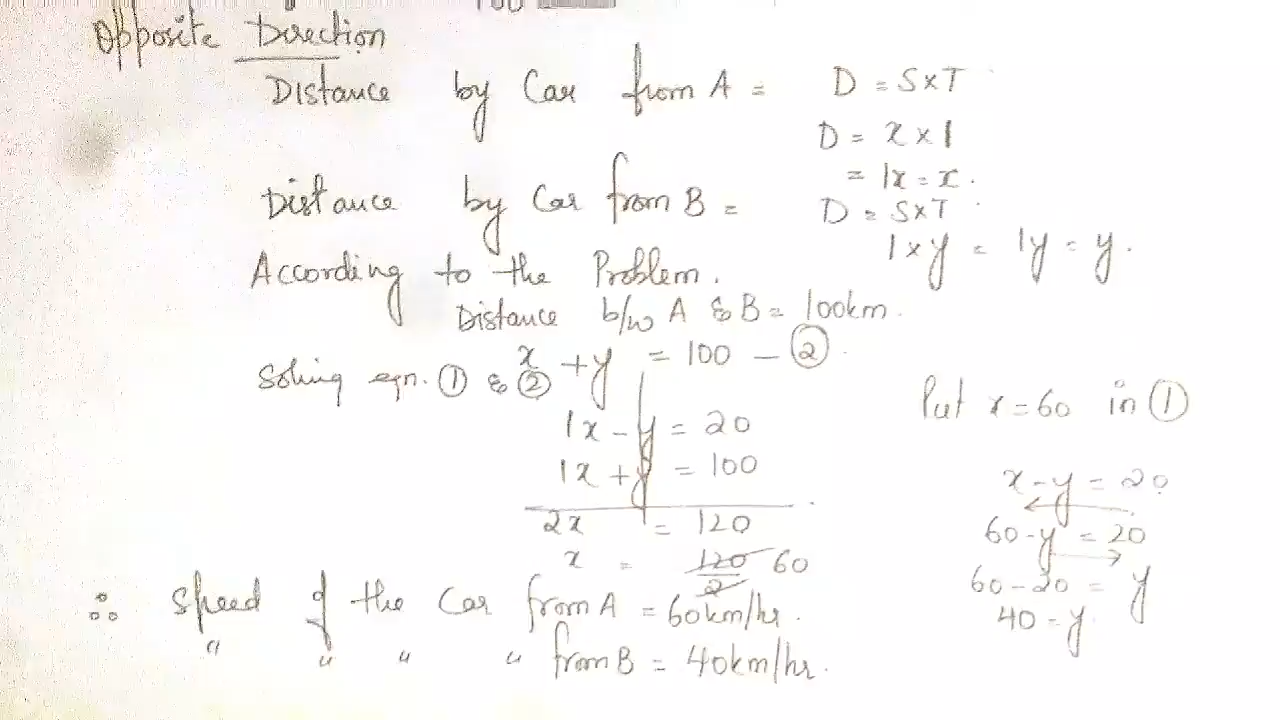 Opposite Direction
Distance by Car from A = D = S×T
D = x × 1
= 1x = x.
Distance by Car from B = D = S×T
1×y = 1y = y.
According to the Problem.
Distance b/w A & B = 100km.
x + y = 100 - ②
Solving eqn. ① & ②
1x - y = 20
1x + y = 100
2x = 120
x = 120/2 60
Put x = 60 in ①
x - y = 20
60 - y = 20
60 - 20 = y
40 = y
∴ Speed of the Car from A = 60km/hr.
" " " " from B = 40km/hr.